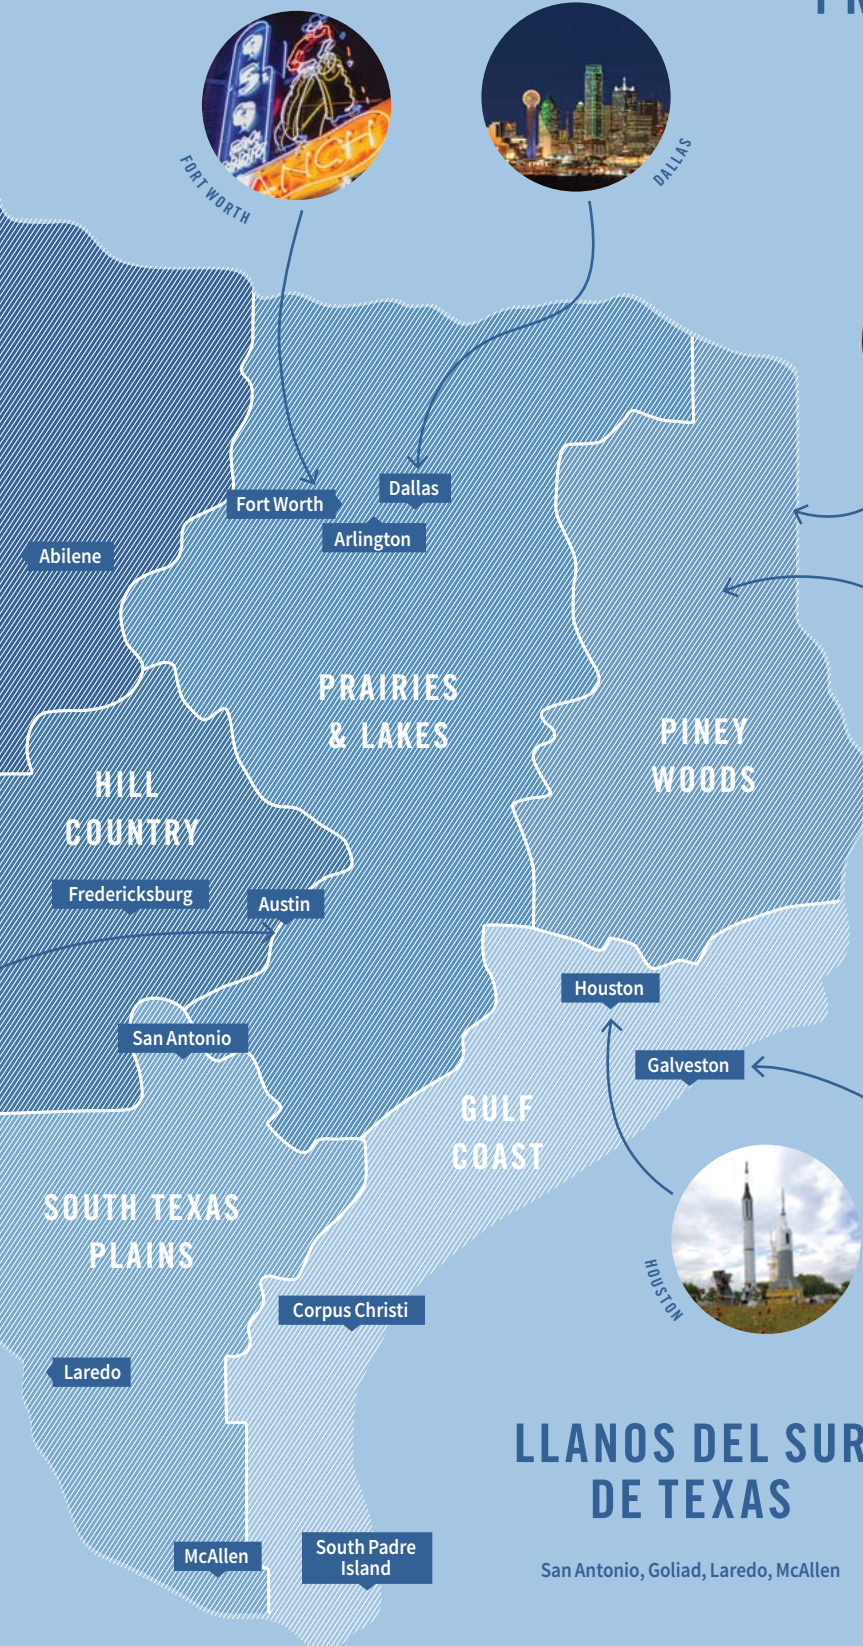 FORT WORTH
DALLAS
Fort Worth
Dallas
Arlington
Abilene
PRAIRIES
& LAKES
PINEY
WOODS
HILL
COUNTRY
Fredericksburg
Austin
Houston
San Antonio
Galveston
GULF
COAST
SOUTH TEXAS
PLAINS
HOUSTON
Corpus Christi
Laredo
LLANOS DEL SUR
DE TEXAS
McAllen
South Padre
Island
San Antonio, Goliad, Laredo, McAllen